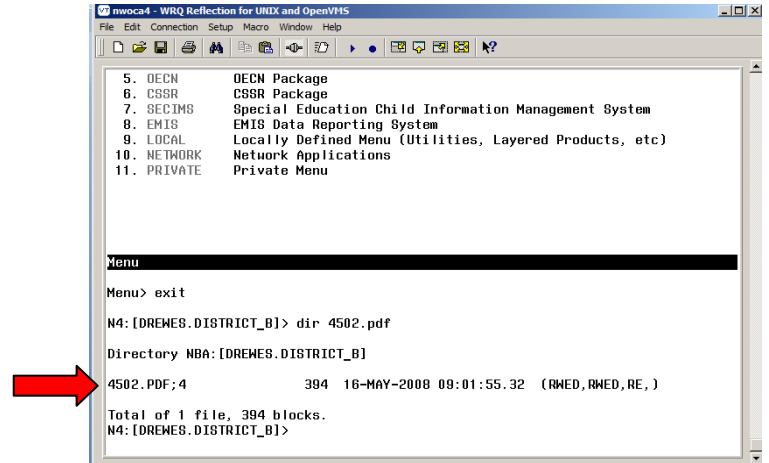 nwoca4 - WRQ Reflection for UNIX and OpenVMS
File Edit Connection Setup Macro Window Help
5. OECN OECN Package
6. CSSR CSSR Package
7. SECIMS Special Education Child Information Management System
8. EMIS EMIS Data Reporting System
9. LOCAL Locally Defined Menu (Utilities, Layered Products, etc)
10. NETWORK Network Applications
11. PRIVATE Private Menu
Menu
Menu> exit
N4:[DREWES.DISTRICT_B]> dir 4502.pdf
Directory NBA:[DREWES.DISTRICT_B]
4502.PDF;4 394 16-MAY-2008 09:01:55.32 (RWED,RWED,RE,)
Total of 1 file, 394 blocks.
N4:[DREWES.DISTRICT_B]>